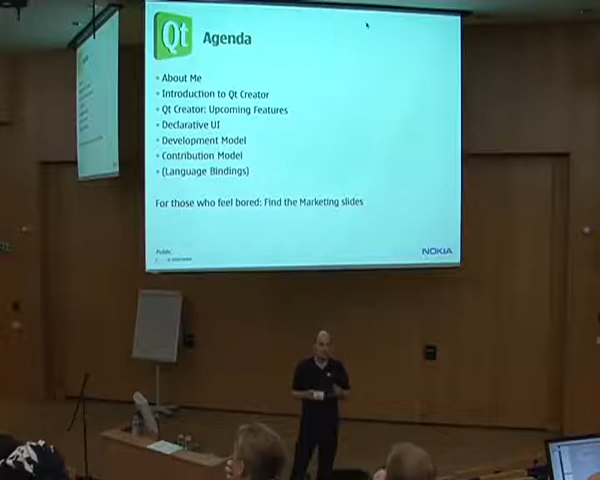 Qt
Agenda
About Me
Introduction to Qt Creator
Qt Creator: Upcoming Features
Declarative UI
Development Model
Contribution Model
(Language Bindings)
For those who feel bored: Find the Marketing slides
Public
NOKIA